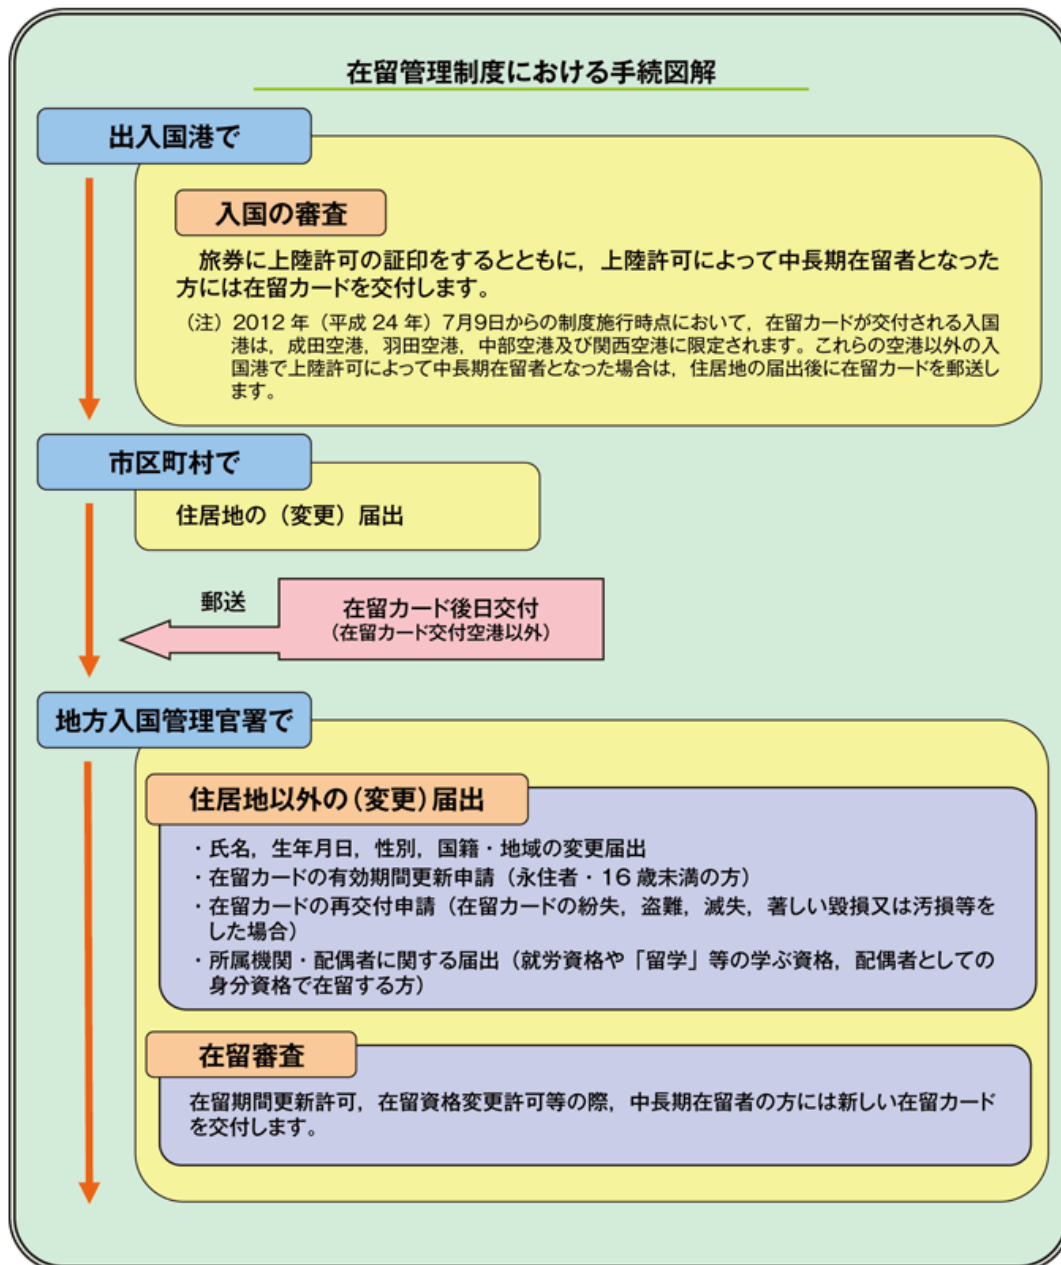 在留管理制度における手続図解
出入国港で
入国の審査
旅券に上陸許可の証印をするとともに，上陸許可によって中長期在留者となった
方には在留カードを交付します。
（注）2012 年（平成 24 年）7月9日からの制度施行時点において，在留カードが交付される入国
港は，成田空港，羽田空港，中部空港及び関西空港に限定されます。これらの空港以外の入
国港で上陸許可によって中長期在留者となった場合は，住居地の届出後に在留カードを郵送し
ます。
市区町村で
住居地の（変更）届出
郵送
在留カード後日交付
（在留カード交付空港以外）
地方入国管理官署で
住居地以外の（変更）届出
・氏名，生年月日，性別，国籍・地域の変更届出
・在留カードの有効期間更新申請（永住者・16 歳未満の方）
・在留カードの再交付申請（在留カードの紛失，盗難，滅失，著しい毀損又は汚損等を
した場合）
・所属機関・配偶者に関する届出（就労資格や「留学」等の学ぶ資格，配偶者としての
身分資格で在留する方）
在留審査
在留期間更新許可，在留資格変更許可等の際，中長期在留者の方には新しい在留カード
を交付します。